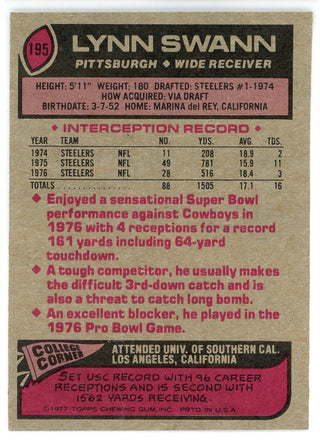 195
LYNN SWANN
PITTSBURGH ◆ WIDE RECEIVER
HEIGHT: 5'11" WEIGHT: 180 DRAFTED: STEELERS #1-1974
HOW ACQUIRED: VIA DRAFT
BIRTHDATE: 3-7-52 HOME: MARINA del REY, CALIFORNIA
◆ INTERCEPTION RECORD ◆
YEAR TEAM NO. YDS. AVG. TDS.
1974 STEELERS NFL 11 208 18.9 2
1975 STEELERS NFL 49 781 15.9 11
1976 STEELERS NFL 28 516 18.4 3
TOTALS 88 1505 17.1 16
◆ Enjoyed a sensational Super Bowl
performance against Cowboys in
1976 with 4 receptions for a record
161 yards including 64-yard
touchdown.
◆ A tough competitor, he usually makes
the difficult 3rd-down catch and is
also a threat to catch long bomb.
◆ An excellent blocker, he played in the
1976 Pro Bowl Game.
COLLEGE
CORNER
ATTENDED UNIV. OF SOUTHERN CAL.
LOS ANGELES, CALIFORNIA
SET USC RECORD WITH 96 CAREER
RECEPTIONS AND IS SECOND WITH
1562 YARDS RECEIVING.
© 1977 TOPPS CHEWING GUM, INC. PRTD. IN U.S.A.